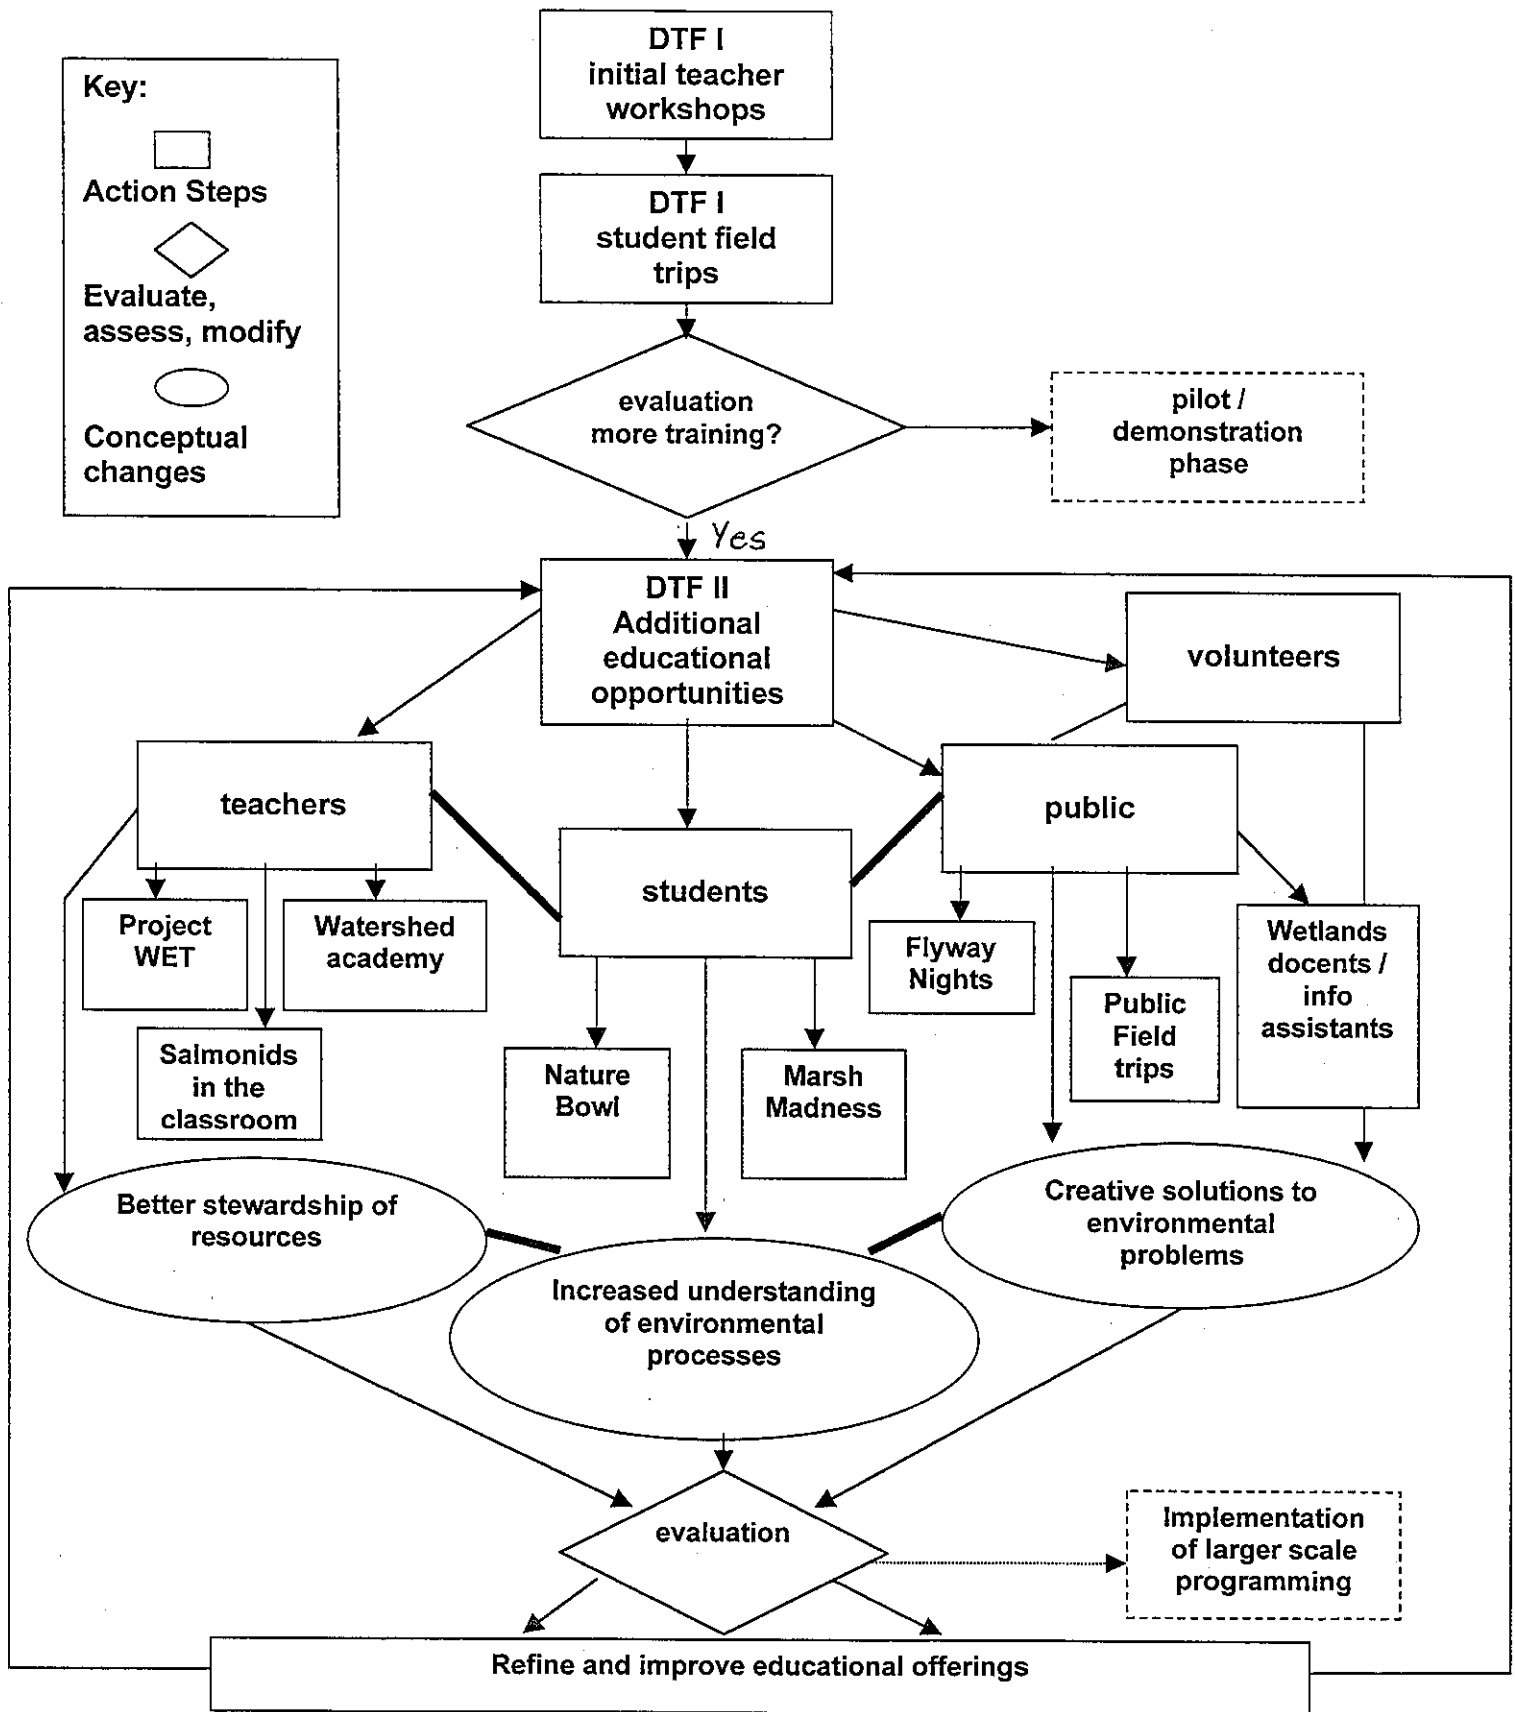 Key:
Action Steps
Evaluate,
assess, modify
Conceptual
changes
DTF I
initial teacher
workshops
DTF I
student field
trips
evaluation
more training?
pilot /
demonstration
phase
Yes
DTF II
Additional
educational
opportunities
volunteers
teachers
students
public
Project
WET
Watershed
academy
Salmonids
in the
classroom
Nature
Bowl
Marsh
Madness
Flyway
Nights
Public
Field
trips
Wetlands
docents /
info
assistants
Better stewardship of
resources
Increased understanding
of environmental
processes
Creative solutions to
environmental
problems
evaluation
Implementation
of larger scale
programming
Refine and improve educational offerings